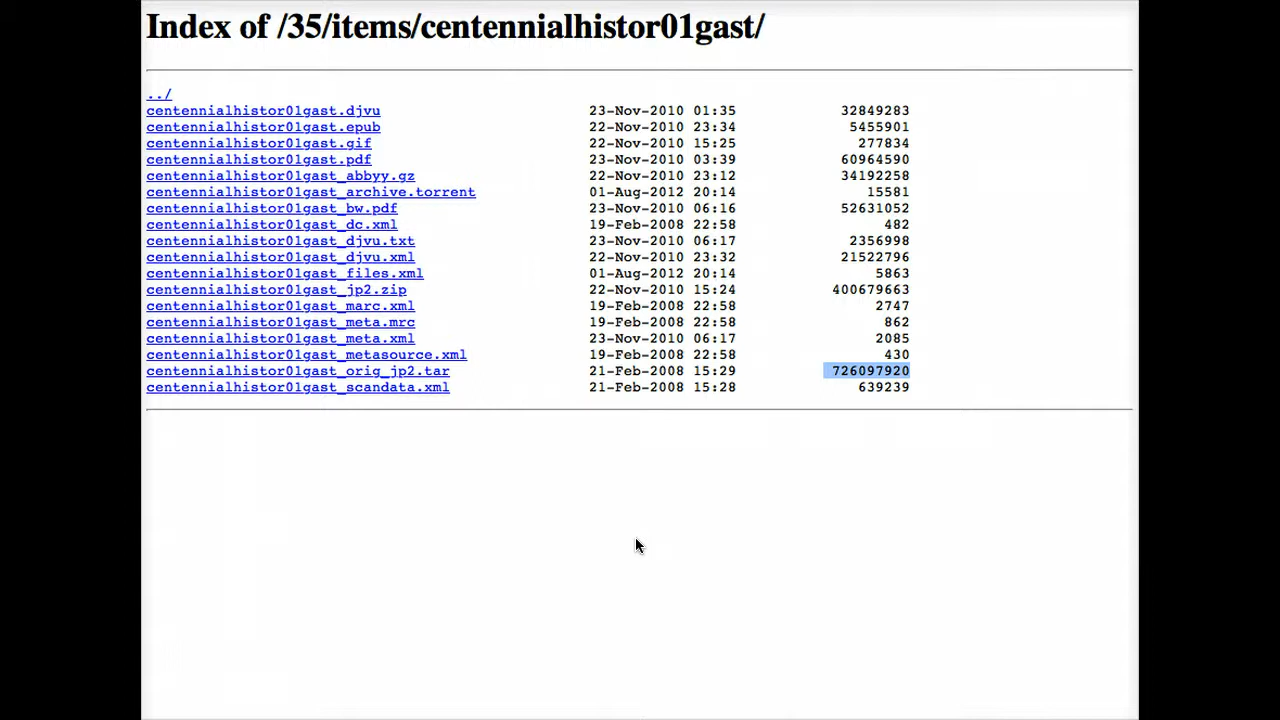 Index of /35/items/centennialhistor01gast/
../
centennialhistor01gast.djvu 23-Nov-2010 01:35 32849283
centennialhistor01gast.epub 22-Nov-2010 23:34 5455901
centennialhistor01gast.gif 22-Nov-2010 15:25 277834
centennialhistor01gast.pdf 23-Nov-2010 03:39 60964590
centennialhistor01gast_abbyy.gz 22-Nov-2010 23:12 34192258
centennialhistor01gast_archive.torrent 01-Aug-2012 20:14 15581
centennialhistor01gast_bw.pdf 23-Nov-2010 06:16 52631052
centennialhistor01gast_dc.xml 19-Feb-2008 22:58 482
centennialhistor01gast_djvu.txt 23-Nov-2010 06:17 2356998
centennialhistor01gast_djvu.xml 22-Nov-2010 23:32 21522796
centennialhistor01gast_files.xml 01-Aug-2012 20:14 5863
centennialhistor01gast_jp2.zip 22-Nov-2010 15:24 400679663
centennialhistor01gast_marc.xml 19-Feb-2008 22:58 2747
centennialhistor01gast_meta.mrc 19-Feb-2008 22:58 862
centennialhistor01gast_meta.xml 23-Nov-2010 06:17 2085
centennialhistor01gast_metasource.xml 19-Feb-2008 22:58 430
centennialhistor01gast_orig_jp2.tar 21-Feb-2008 15:29 726097920
centennialhistor01gast_scandata.xml 21-Feb-2008 15:28 639239